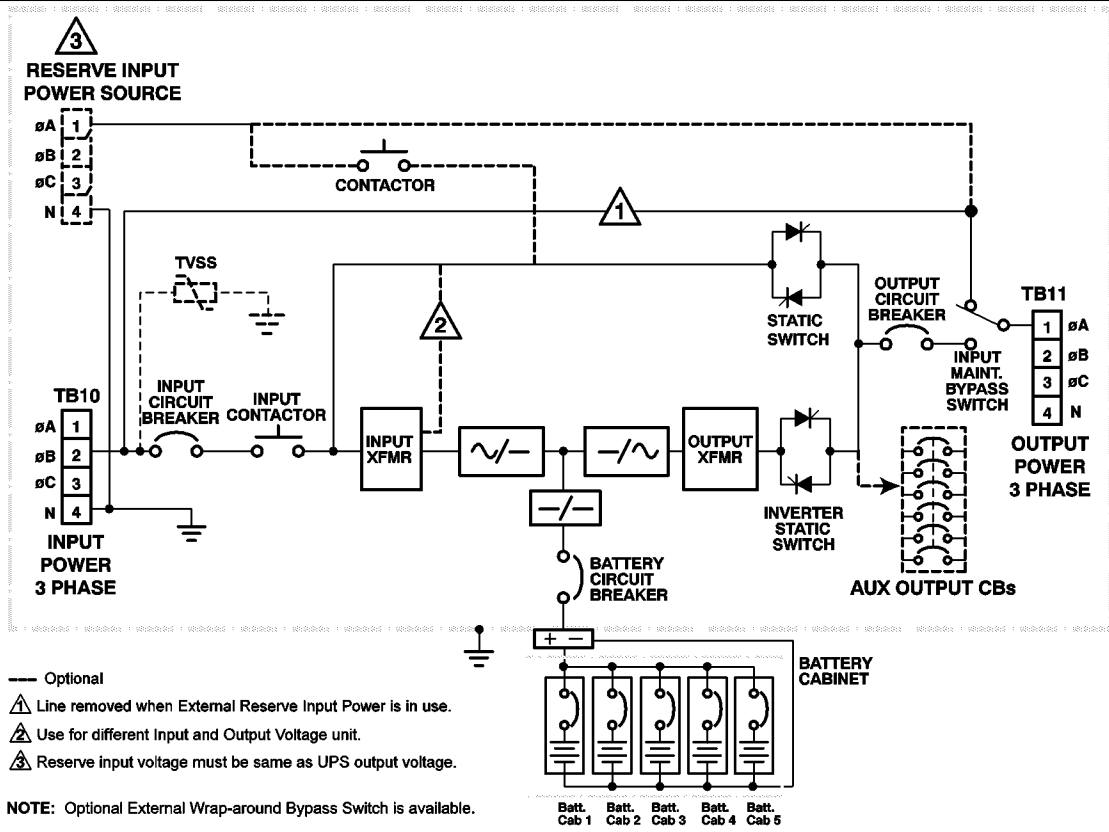 3
RESERVE INPUT
POWER SOURCE
øA 1
øB 2
øC 3
N 4
CONTACTOR
1
TVSS
2
STATIC
SWITCH
OUTPUT
CIRCUIT
BREAKER
TB11
1 øA
2 øB
3 øC
4 N
INPUT
MAINT.
BYPASS
SWITCH
OUTPUT
POWER
3 PHASE
TB10
øA 1
øB 2
øC 3
N 4
INPUT
POWER
3 PHASE
INPUT
CIRCUIT
BREAKER
INPUT
CONTACTOR
INPUT
XFMR
OUTPUT
XFMR
INVERTER
STATIC
SWITCH
AUX OUTPUT CBs
BATTERY
CIRCUIT
BREAKER
+ −
BATTERY
CABINET
Batt.
Cab 1
Batt.
Cab 2
Batt.
Cab 3
Batt.
Cab 4
Batt.
Cab 5
Optional
1 Line removed when External Reserve Input Power is in use.
2 Use for different Input and Output Voltage unit.
3 Reserve input voltage must be same as UPS output voltage.
NOTE: Optional External Wrap-around Bypass Switch is available.